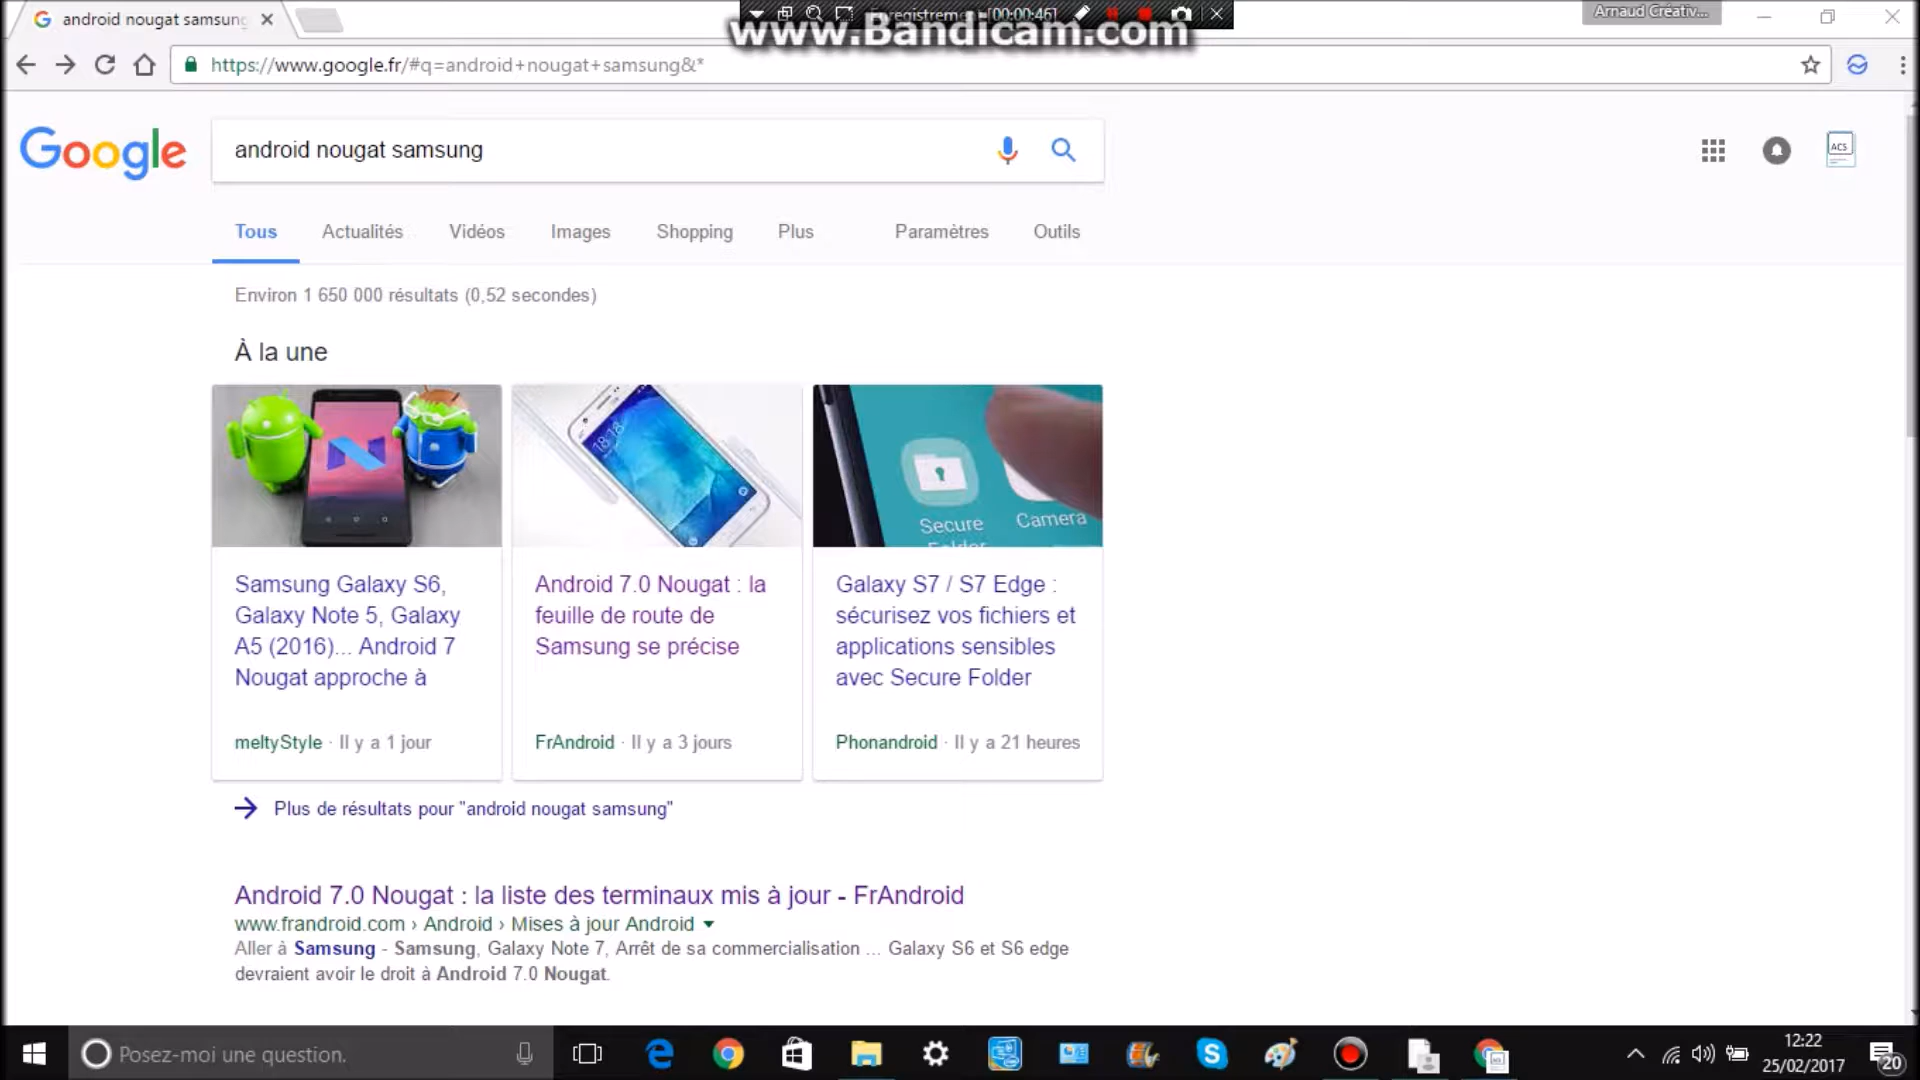 android nougat samsung
[00:00:46]
www.Bandicam.com
Arnaud Créativ...
https://www.google.fr/#q=android+nougat+samsung&*
Google
android nougat samsung
ACS
Tous Actualités Vidéos Images Shopping Plus Paramètres Outils
Environ 1 650 000 résultats (0,52 secondes)
À la une
18:18
Secure
Folder
Camera
Samsung Galaxy S6,
Galaxy Note 5, Galaxy
A5 (2016)... Android 7
Nougat approche à
meltyStyle · Il y a 1 jour
Android 7.0 Nougat : la
feuille de route de
Samsung se précise
FrAndroid · Il y a 3 jours
Galaxy S7 / S7 Edge :
sécurisez vos fichiers et
applications sensibles
avec Secure Folder
Phonandroid · Il y a 21 heures
Plus de résultats pour "android nougat samsung"
Android 7.0 Nougat : la liste des terminaux mis à jour - FrAndroid
www.frandroid.com › Android › Mises à jour Android
Aller à Samsung - Samsung, Galaxy Note 7, Arrêt de sa commercialisation ... Galaxy S6 et S6 edge
devraient avoir le droit à Android 7.0 Nougat.
Posez-moi une question.
12:22
25/02/2017
20